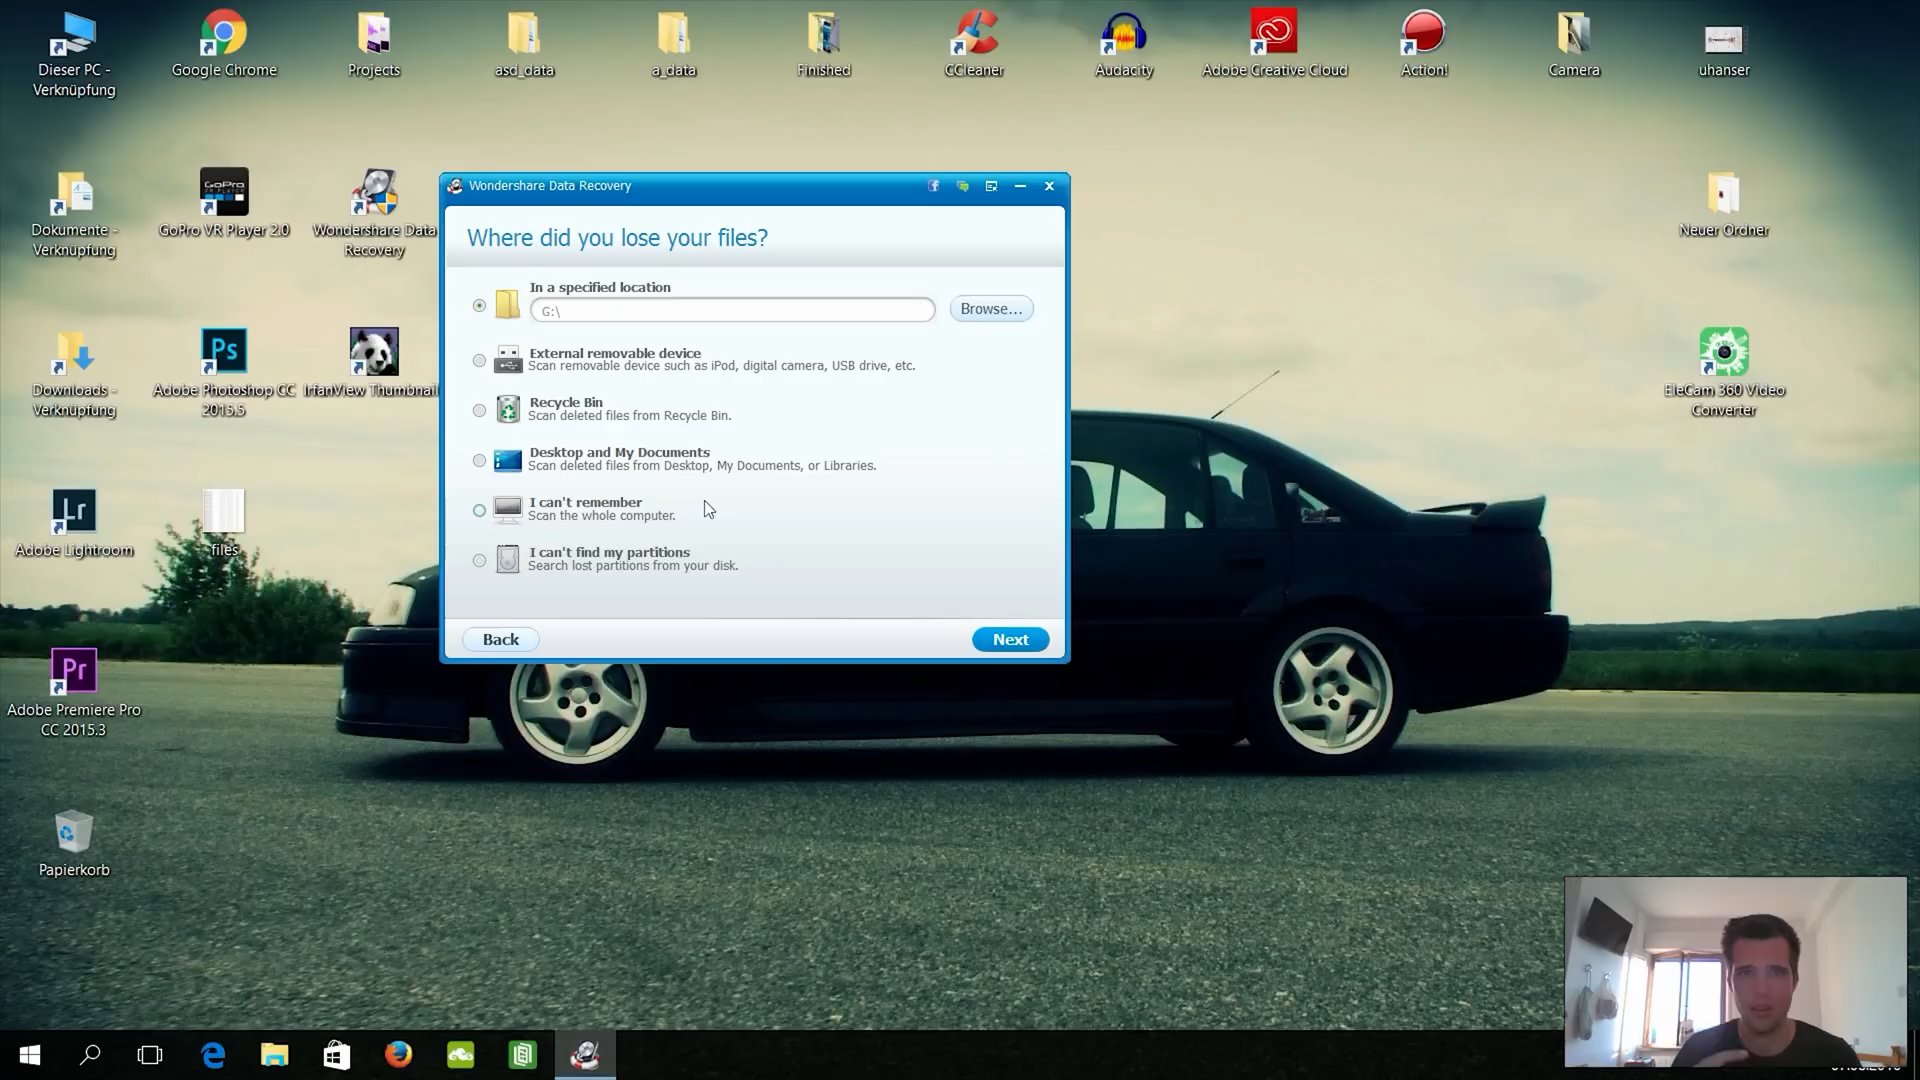 Dieser PC -
Verknüpfung
Google Chrome
Projects
asd_data
a_data
Finished
CCleaner
Audacity
Adobe Creative Cloud
Action!
Camera
uhanser
Dokumente -
Verknüpfung
GoPro
GoPro VR Player 2.0
Wondershare Data
Recovery
Neuer Ordner
Downloads -
Verknüpfung
Ps
Adobe Photoshop CC
2015.5
IrfanView Thumbnail
EleCam 360 Video
Converter
Lr
Adobe Lightroom
files
Pr
Adobe Premiere Pro
CC 2015.3
Papierkorb
Wondershare Data Recovery
Where did you lose your files?
In a specified location
G:\
Browse...
External removable device
Scan removable device such as iPod, digital camera, USB drive, etc.
Recycle Bin
Scan deleted files from Recycle Bin.
Desktop and My Documents
Scan deleted files from Desktop, My Documents, or Libraries.
I can't remember
Scan the whole computer.
I can't find my partitions
Search lost partitions from your disk.
Back
Next